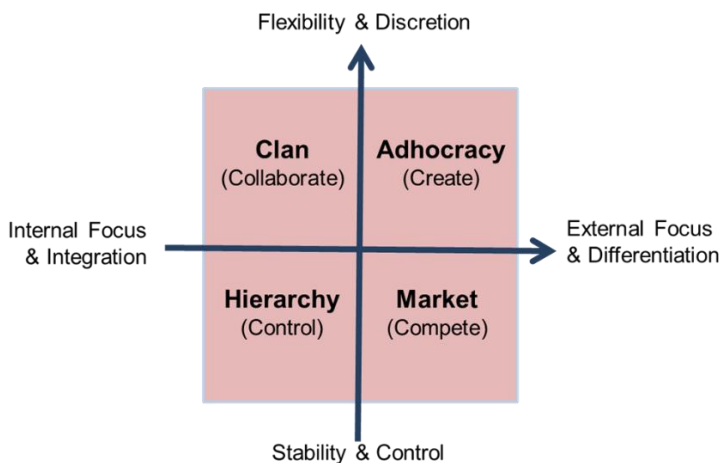 Flexibility & Discretion
Clan
(Collaborate)
Adhocracy
(Create)
Internal Focus
& Integration
External Focus
& Differentiation
Hierarchy
(Control)
Market
(Compete)
Stability & Control